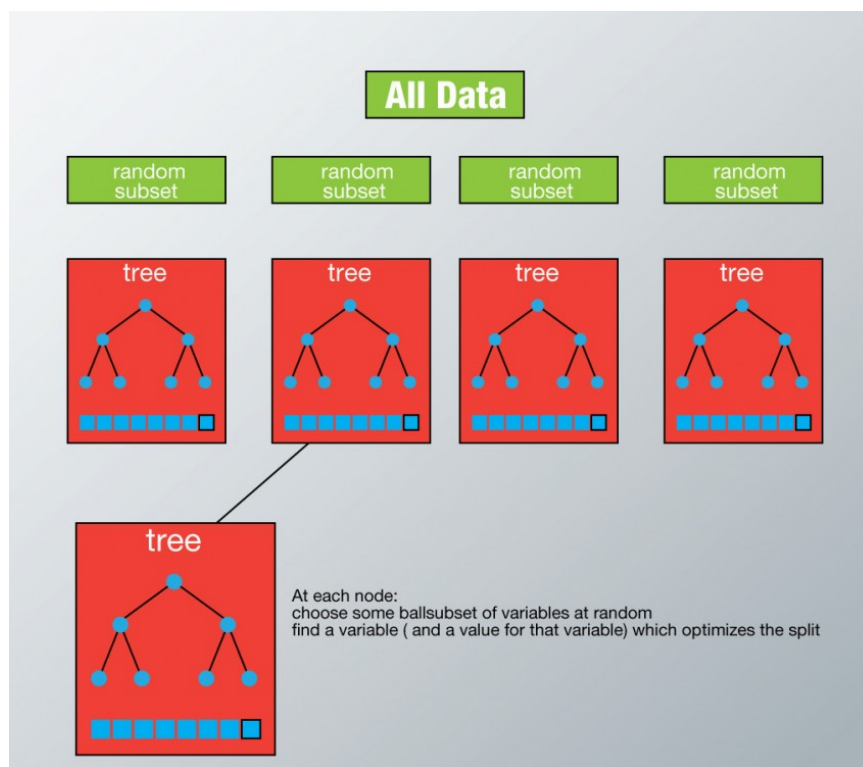 All Data
random
subset
random
subset
random
subset
random
subset
tree
tree
tree
tree
tree
At each node:
choose some ballsubset of variables at random
find a variable ( and a value for that variable) which optimizes the split